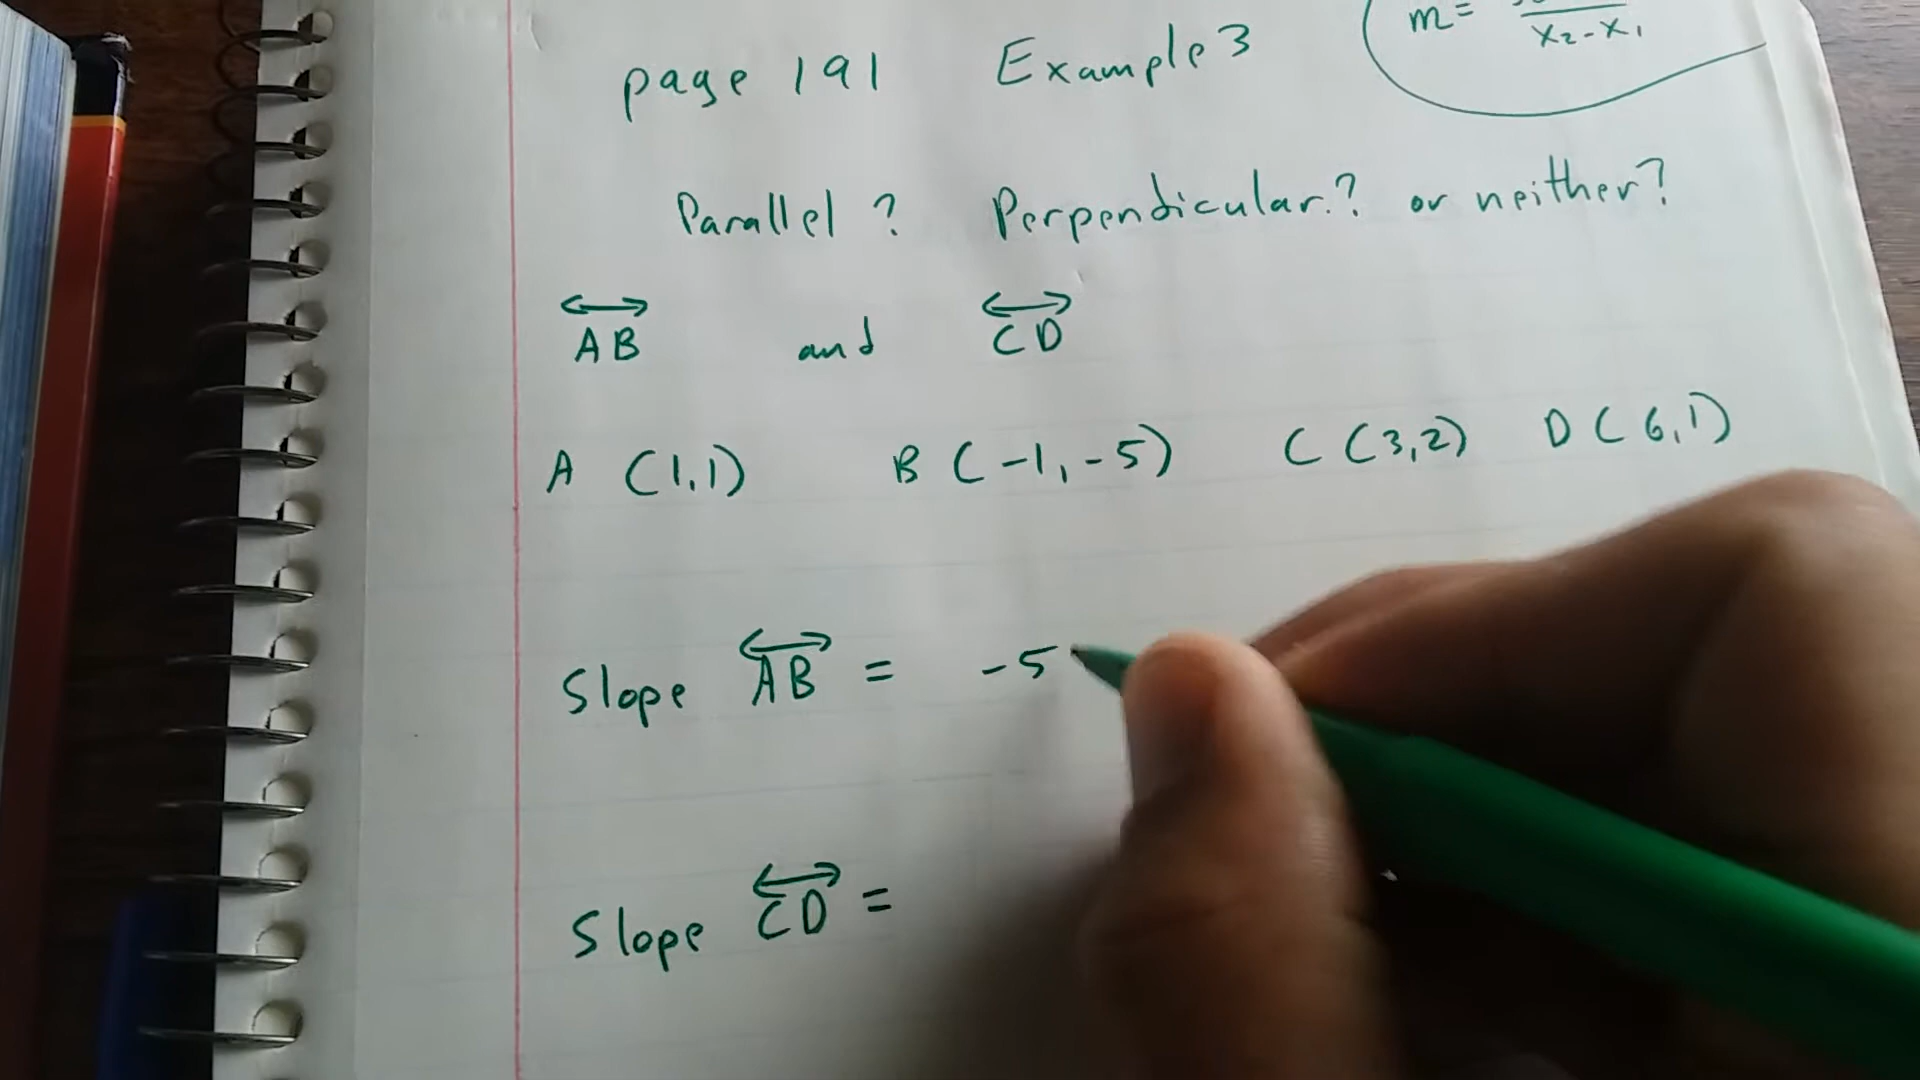 m = / x₂-x₁
page 191 Example 3
Parallel ? Perpendicular.? or neither?
AB and CD
A (1,1) B (-1,-5) C (3,2) D (6,1)
Slope AB = -5
Slope CD =